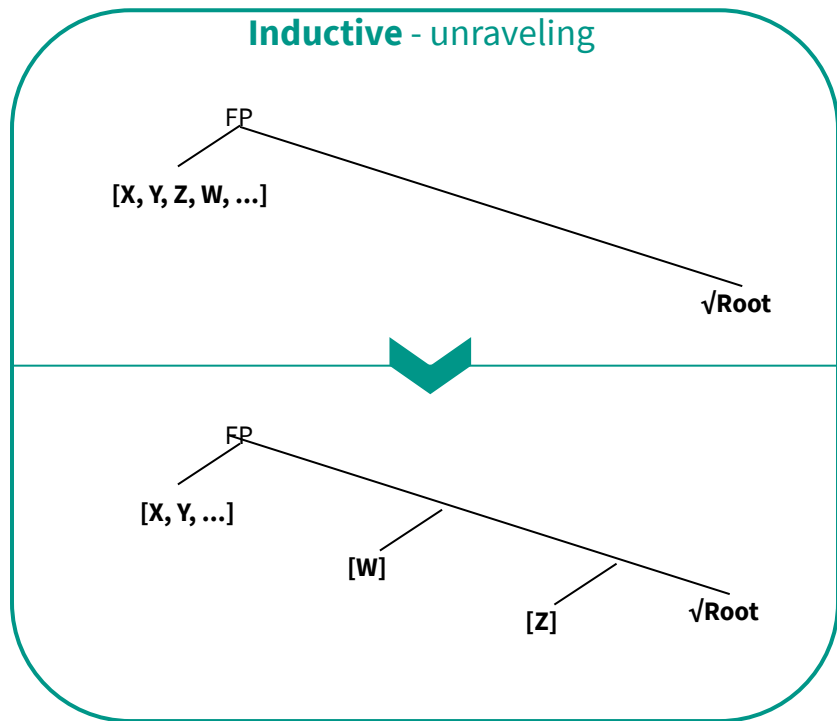 Inductive - unraveling
FP
[X, Y, Z, W, ...]
√Root
FP
[X, Y, ...]
[W]
[Z]
√Root